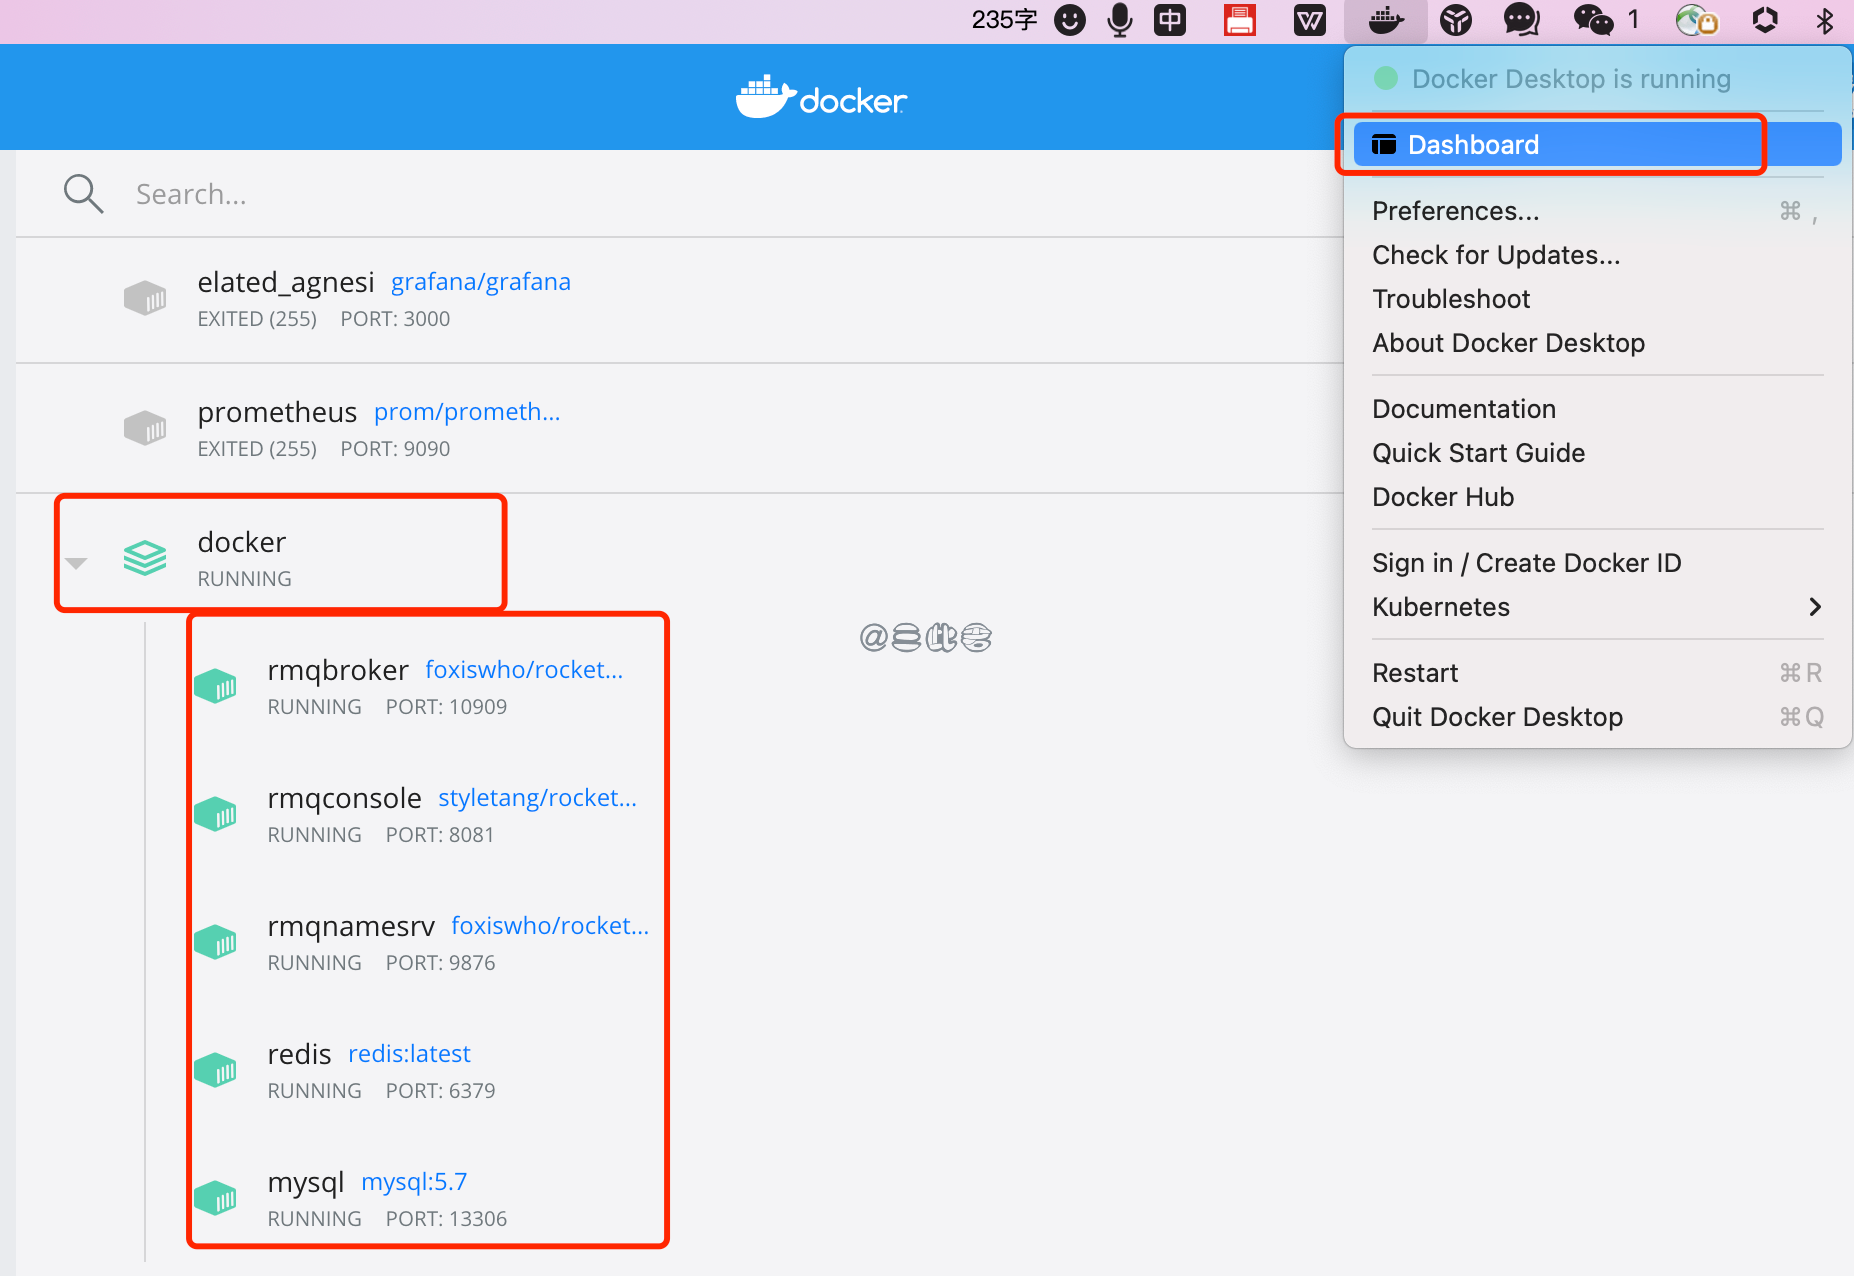 235字
1
docker
Docker Desktop is running
Dashboard
Search...
Preferences... ⌘ ,
Check for Updates...
Troubleshoot
About Docker Desktop
Documentation
Quick Start Guide
Docker Hub
Sign in / Create Docker ID
Kubernetes
Restart ⌘ R
Quit Docker Desktop ⌘ Q
elated_agnesi grafana/grafana
EXITED (255) PORT: 3000
prometheus prom/prometh...
EXITED (255) PORT: 9090
docker
RUNNING
rmqbroker foxiswho/rocket...
RUNNING PORT: 10909
rmqconsole styletang/rocket...
RUNNING PORT: 8081
rmqnamesrv foxiswho/rocket...
RUNNING PORT: 9876
redis redis:latest
RUNNING PORT: 6379
mysql mysql:5.7
RUNNING PORT: 13306